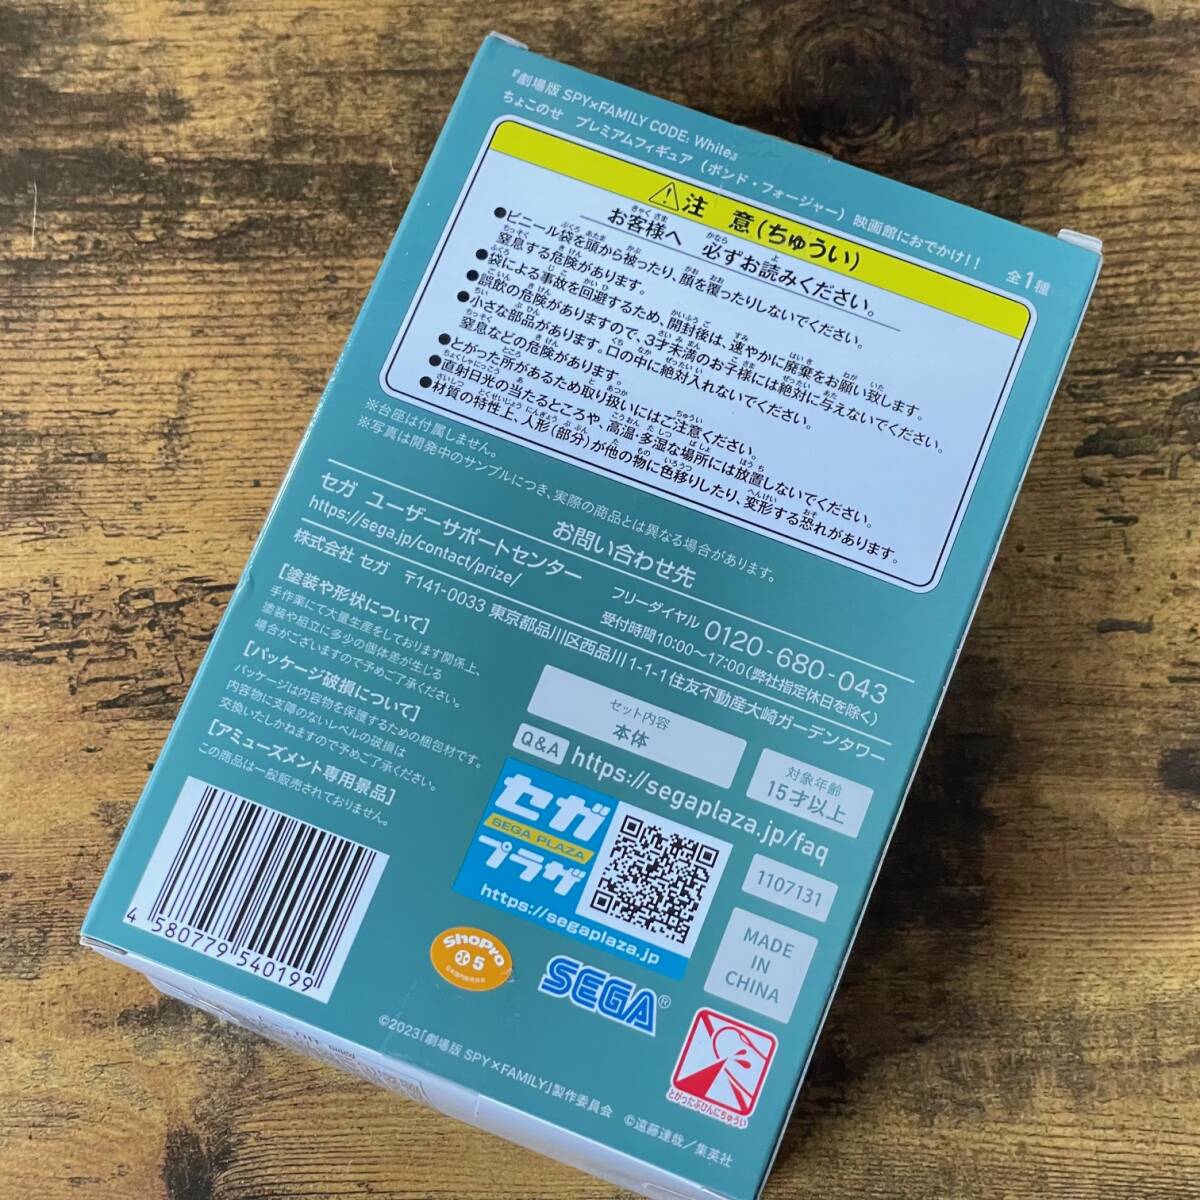 『劇場版 SPY×FAMILY CODE: White』
ちょこのせ プレミアムフィギュア（ボンド・フォージャー）映画館におでかけ！！ 全1種
注 意(ちゅうい)
お客様へ 必ずお読みください。
●ビニール袋を頭から被ったり、顔を覆ったりしないでください。
窒息する危険があります。
●袋による事故を回避するため、開封後は、速やかに廃棄をお願い致します。
●誤飲の危険がありますので、3才未満のお子様には絶対に与えないでください。
●小さな部品があります。口の中に絶対入れないでください。
窒息などの危険があります。
●とがった所があるため取り扱いにはご注意ください。
●直射日光の当たるところや、高温・多湿な場所には放置しないでください。
●材質の特性上、人形（部分）が他の物に色移りしたり、変形する恐れがあります。
※台座は付属しません。
※写真は開発中のサンプルにつき、実際の商品とは異なる場合があります。
お問い合わせ先
セガ ユーザーサポートセンター
https://sega.jp/contact/prize/
フリーダイヤル 0120-680-043
受付時間10:00〜17:00（弊社指定休日を除く）
株式会社 セガ 〒141-0033 東京都品川区西品川1-1-1住友不動産大崎ガーデンタワー
[塗装や形状について]
手作業にて大量生産をしております関係上、
塗装や組立に多少の個体差が生じる
場合がございますので予めご了承ください。
[パッケージ破損について]
パッケージは内容物を保護するための梱包材です。
内容物に支障のないレベルの破損は
交換いたしかねますので予めご了承ください。
[アミューズメント専用景品]
この商品は一般販売されておりません。
セット内容
本体
対象年齢
15才以上
Q&A https://segaplaza.jp/faq
セガ
SEGA PLAZA
プラザ
https://segaplaza.jp
1107131
MADE
IN
CHINA
4 580779 540199
ShoPro
5
SEGA®
とがったぶひんにちゅうい
©2023「劇場版 SPY×FAMILY」製作委員会 ©遠藤達哉／集英社